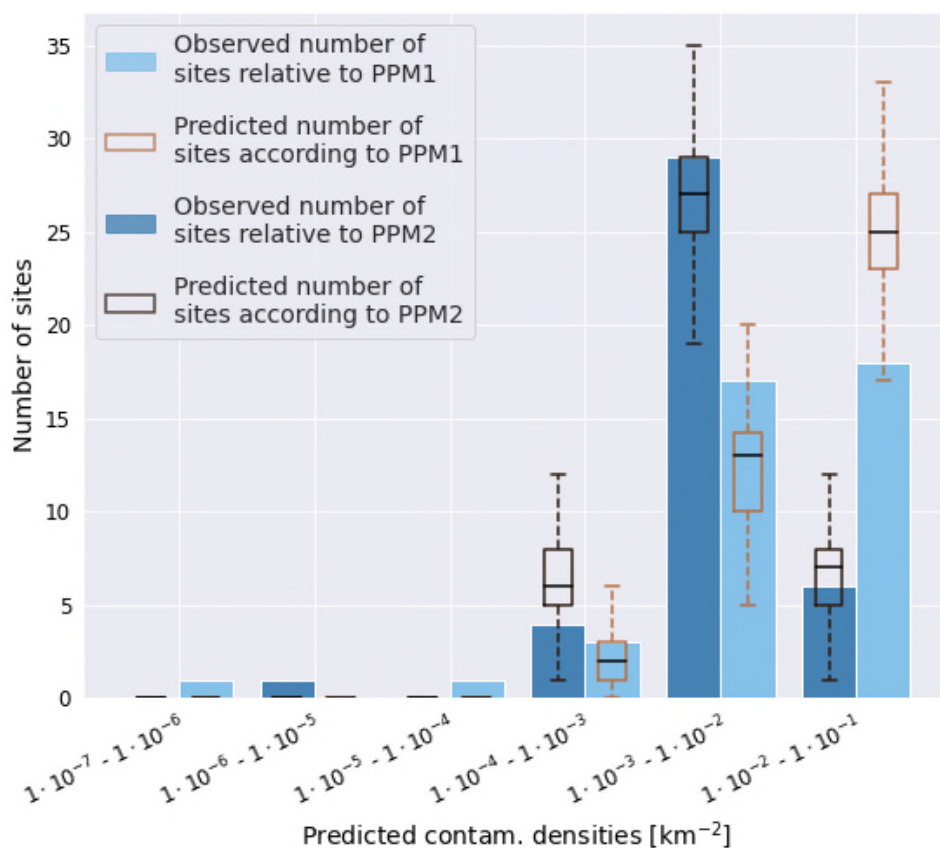 35
30
25
20
15
10
5
0
Number of sites
Observed number of
sites relative to PPM1
Predicted number of
sites according to PPM1
Observed number of
sites relative to PPM2
Predicted number of
sites according to PPM2
1·10⁻⁷ - 1·10⁻⁶
1·10⁻⁶ - 1·10⁻⁵
1·10⁻⁵ - 1·10⁻⁴
1·10⁻⁴ - 1·10⁻³
1·10⁻³ - 1·10⁻²
1·10⁻² - 1·10⁻¹
Predicted contam. densities [km⁻²]